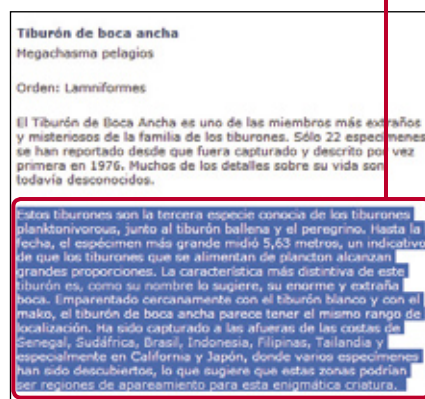 Tiburón de boca ancha
Megachasma pelagios
Orden: Lamniformes
El Tiburón de Boca Ancha es uno de las miembros más extraños
y misteriosos de la familia de los tiburones. Sólo 22 especímenes
se han reportado desde que fuera capturado y descrito por vez
primera en 1976. Muchos de los detalles sobre su vida son
todavía desconocidos.
Estos tiburones son la tercera especie conocia de los tiburones
planktonivorous, junto al tiburón ballena y el peregrino. Hasta la
fecha, el espécimen más grande midió 5,63 metros, un indicativo
de que los tiburones que se alimentan de plancton alcanzan
grandes proporciones. La característica más distintiva de este
tiburón es, como su nombre lo sugiere, su enorme y extraña
boca. Emparentado cercanamente con el tiburón blanco y con el
mako, el tiburón de boca ancha parece tener el mismo rango de
localización. Ha sido capturado a las afueras de las costas de
Senegal, Sudáfrica, Brasil, Indonesia, Filipinas, Tailandia y
especialmente en California y Japón, donde varios especímenes
han sido descubiertos, lo que sugiere que estas zonas podrían
ser regiones de apareamiento para esta enigmática criatura.